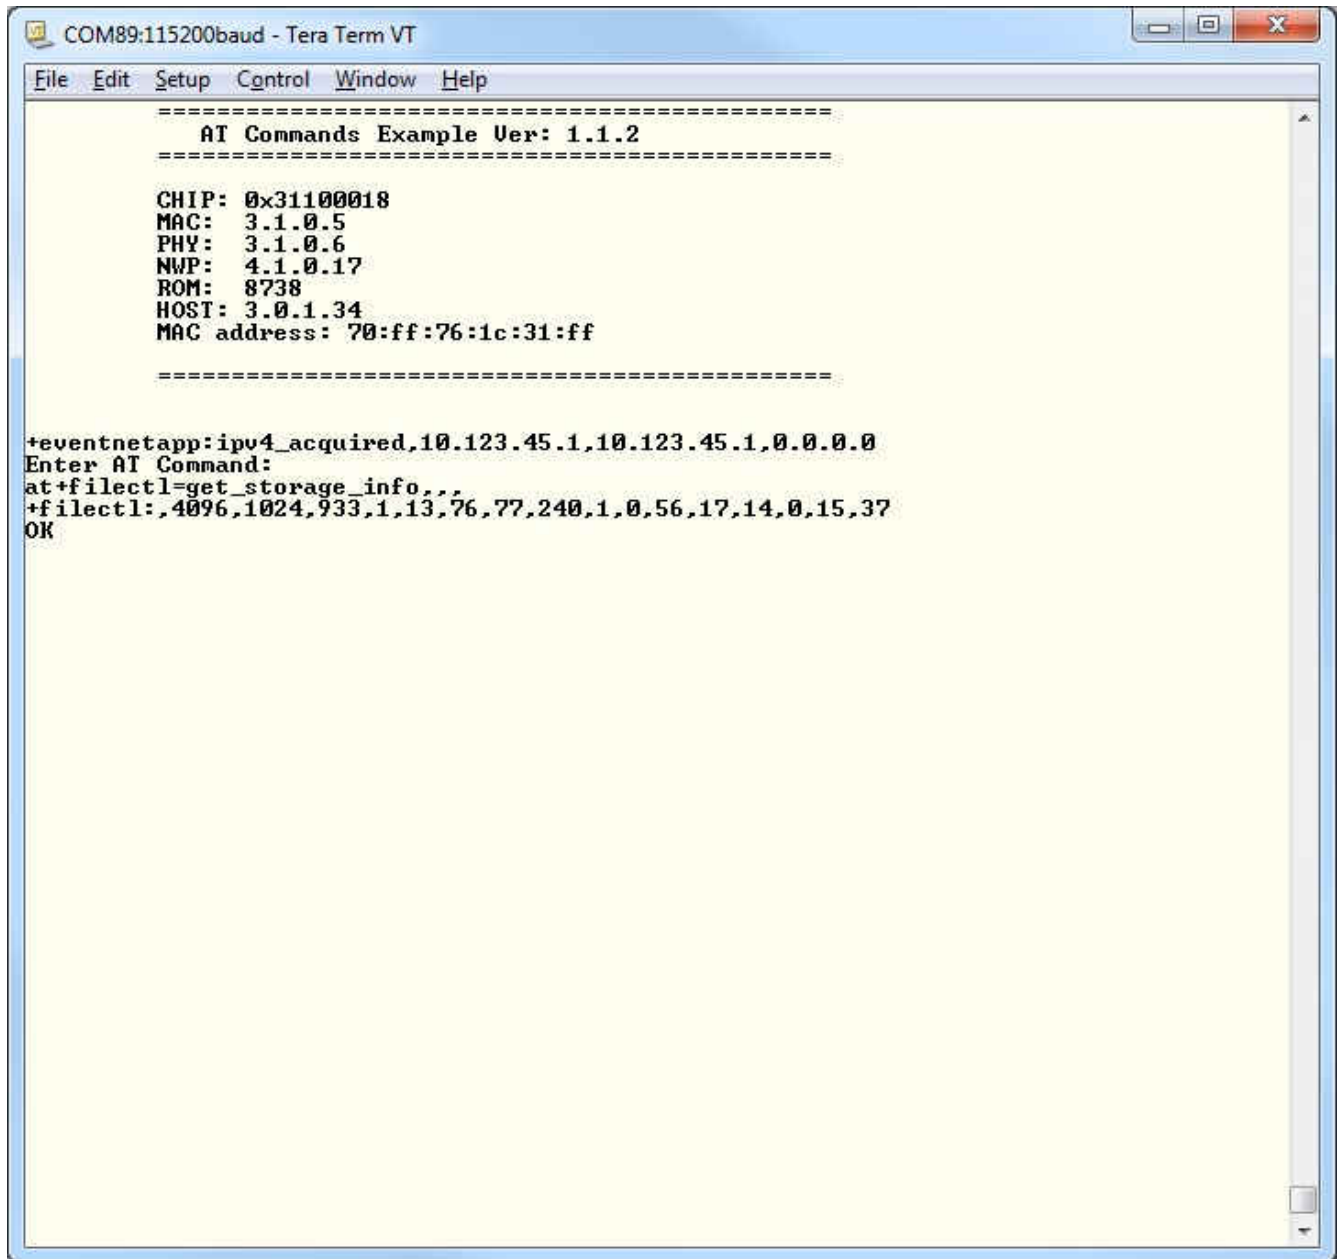 COM89:115200baud - Tera Term VT
File Edit Setup Control Window Help
==============================================
AT Commands Example Ver: 1.1.2
==============================================
CHIP: 0x31100018
MAC: 3.1.0.5
PHY: 3.1.0.6
NWP: 4.1.0.17
ROM: 8738
HOST: 3.0.1.34
MAC address: 70:ff:76:1c:31:ff
==============================================
+eventnetapp:ipv4_acquired,10.123.45.1,10.123.45.1,0.0.0.0
Enter AT Command:
at+filectl=get_storage_info,,,
+filectl:,4096,1024,933,1,13,76,77,240,1,0,56,17,14,0,15,37
OK